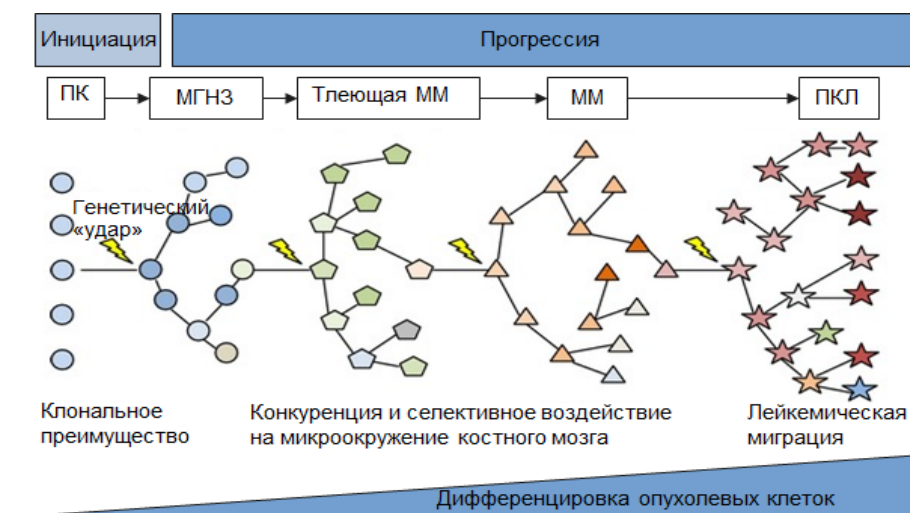 Инициация
Прогрессия
ПК
МГНЗ
Тлеющая ММ
ММ
ПКЛ
Генетический
«удар»
Клональное
преимущество
Конкуренция и селективное воздействие
на микроокружение костного мозга
Лейкемическая
миграция
Дифференцировка опухолевых клеток